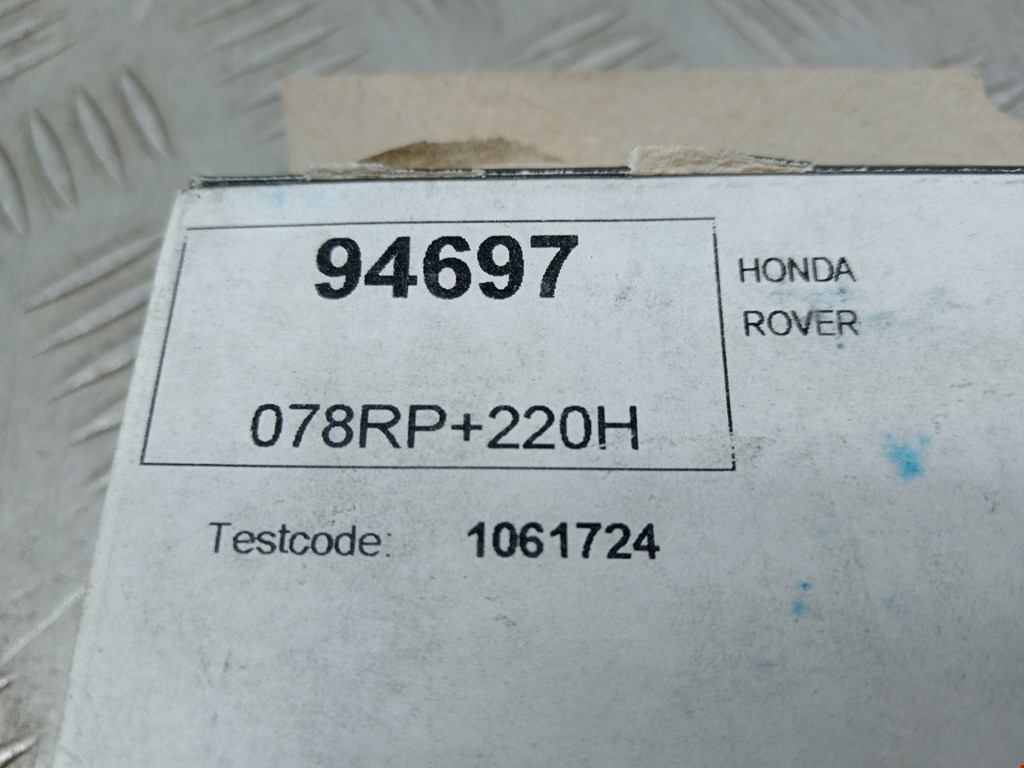 94697
HONDA
ROVER
078RP+220H
Testcode: 1061724